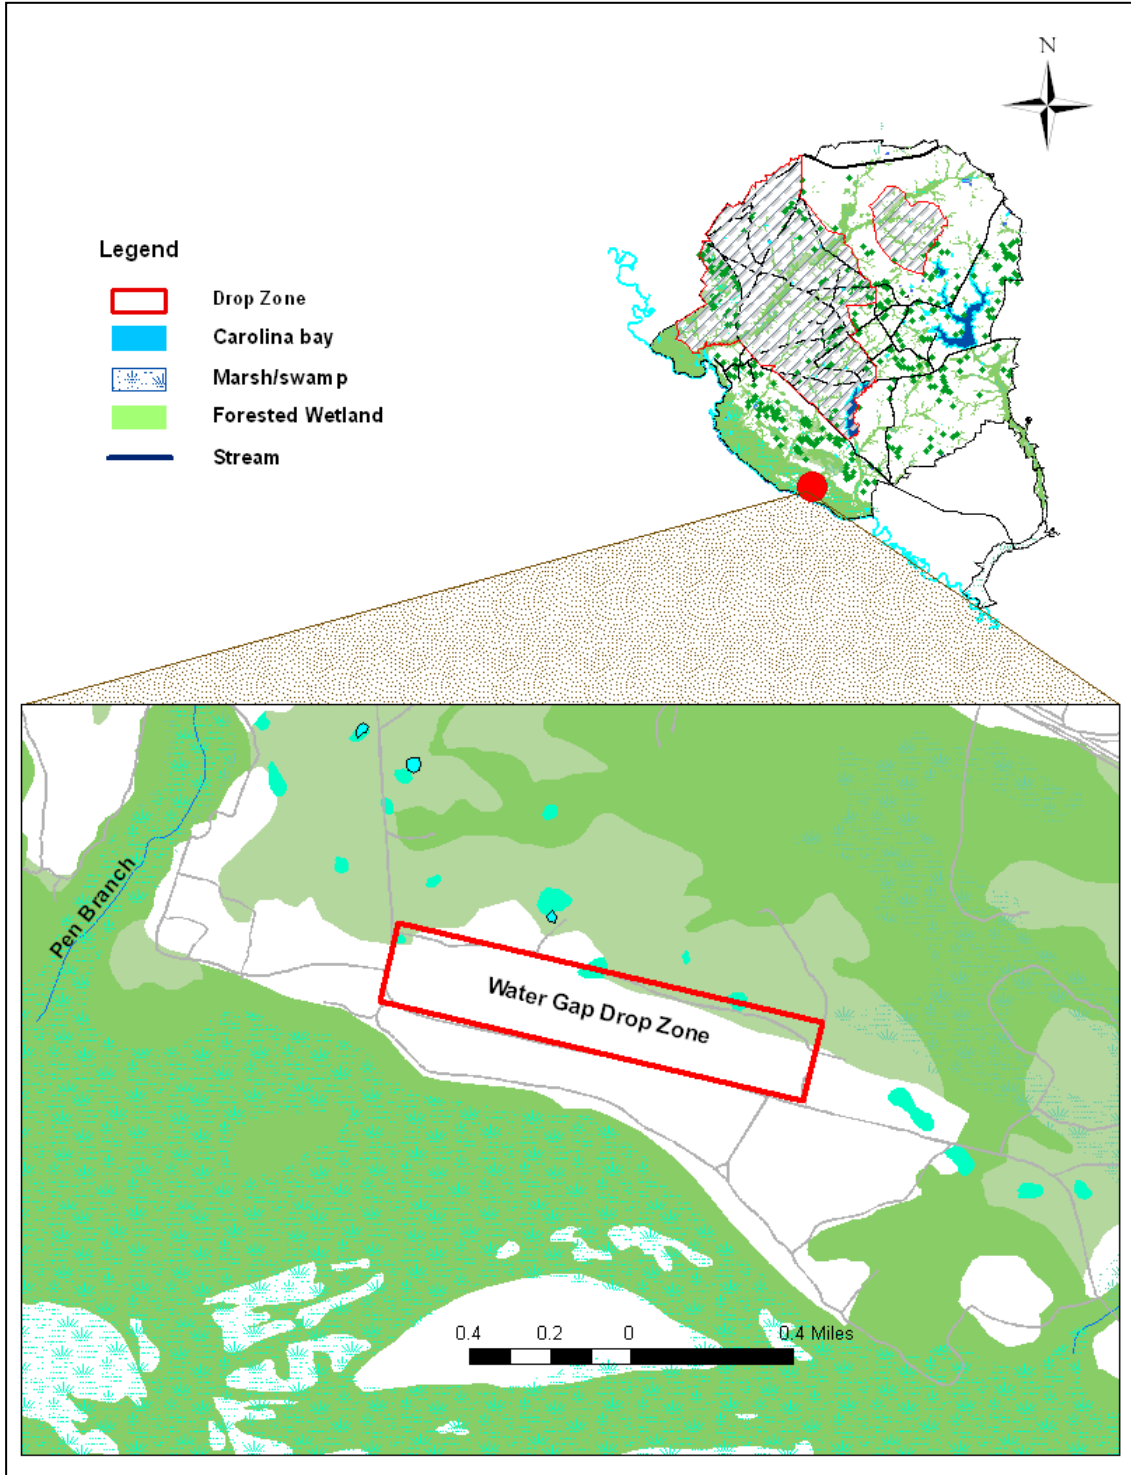 N
Legend
Drop Zone
Carolina bay
Marsh/swamp
Forested Wetland
Stream
Pen Branch
Water Gap Drop Zone
0.4 0.2 0 0.4 Miles